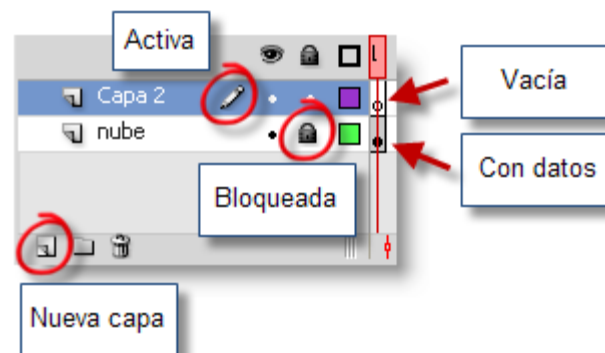 Activa
Vacía
Capa 2
nube
Con datos
Bloqueada
Nueva capa